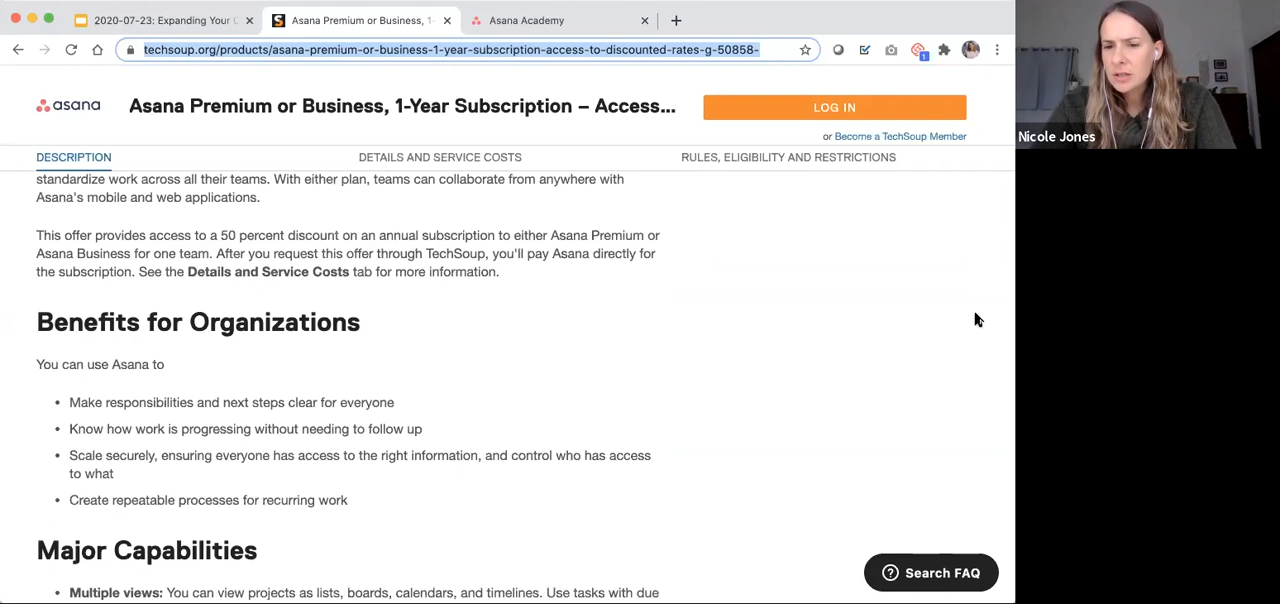 2020-07-23: Expanding Your
Asana Premium or Business, 1-
Asana Academy
techsoup.org/products/asana-premium-or-business-1-year-subscription-access-to-discounted-rates-g-50858-
1
asana
Asana Premium or Business, 1-Year Subscription – Access...
LOG IN
or Become a TechSoup Member
DESCRIPTION
DETAILS AND SERVICE COSTS
RULES, ELIGIBILITY AND RESTRICTIONS
standardize work across all their teams. With either plan, teams can collaborate from anywhere with
Asana's mobile and web applications.
This offer provides access to a 50 percent discount on an annual subscription to either Asana Premium or
Asana Business for one team. After you request this offer through TechSoup, you'll pay Asana directly for
the subscription. See the Details and Service Costs tab for more information.
Benefits for Organizations
You can use Asana to
• Make responsibilities and next steps clear for everyone
• Know how work is progressing without needing to follow up
• Scale securely, ensuring everyone has access to the right information, and control who has access
to what
• Create repeatable processes for recurring work
Major Capabilities
• Multiple views: You can view projects as lists, boards, calendars, and timelines. Use tasks with due
Search FAQ
Nicole Jones